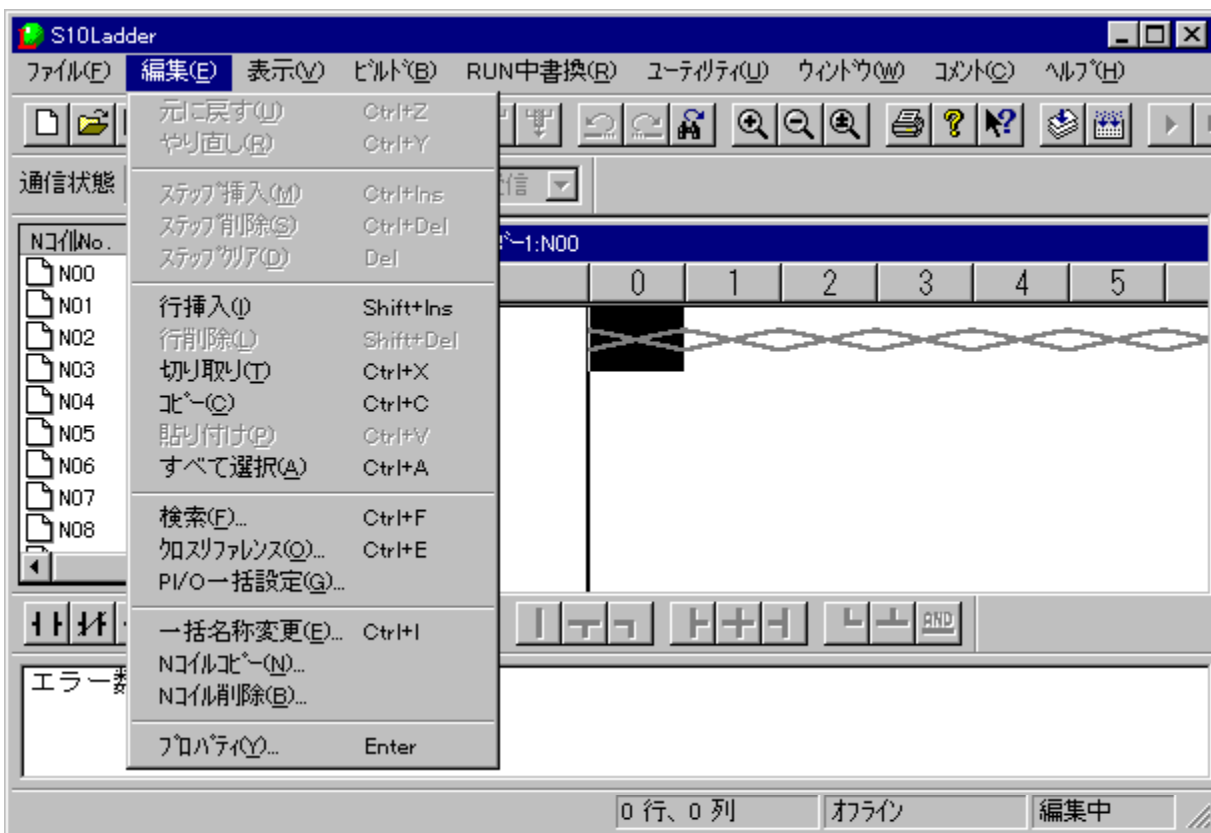 S10Ladder
ﾌｧｲﾙ(F) 編集(E) 表示(V) ﾋﾞﾙﾄﾞ(B) RUN中書換(R) ﾕｰﾃｨﾘﾃｨ(U) ｳｨﾝﾄﾞｳ(W) ｺﾒﾝﾄ(C) ﾍﾙﾌﾟ(H)
元に戻す(U) Ctrl+Z
やり直し(R) Ctrl+Y
通信状態
信
ｽﾃｯﾌﾟ挿入(M) Ctrl+Ins
ｽﾃｯﾌﾟ削除(S) Ctrl+Del
ｽﾃｯﾌﾟｸﾘｱ(D) Del
行挿入(I) Shift+Ins
行削除(L) Shift+Del
切り取り(T) Ctrl+X
ｺﾋﾟｰ(C) Ctrl+C
貼り付け(P) Ctrl+V
すべて選択(A) Ctrl+A
検索(F)... Ctrl+F
ｸﾛｽﾘﾌｧﾚﾝｽ(O)... Ctrl+E
PI/O一括設定(G)...
一括名称変更(E)... Ctrl+I
Nｺｲﾙｺﾋﾟｰ(N)...
Nｺｲﾙ削除(B)...
ﾌﾟﾛﾊﾟﾃｨ(Y)... Enter
NｺｲﾙNo.
N00
N01
N02
N03
N04
N05
N06
N07
N08
ﾀﾞｰ1:N00
0 1 2 3 4 5
AND
エラー数
0 行、0 列 ｵﾌﾗｲﾝ 編集中